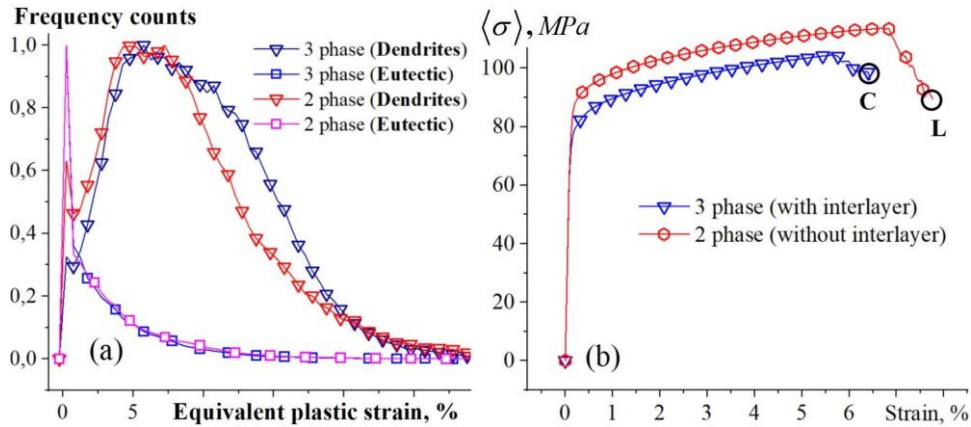 Frequency counts
1,0
0,8
0,6
0,4
0,2
0,0
3 phase (Dendrites)
3 phase (Eutectic)
2 phase (Dendrites)
2 phase (Eutectic)
(a)
0 5 Equivalent plastic strain, %
⟨σ⟩, MPa
100
80
60
40
20
0
C
L
3 phase (with interlayer)
2 phase (without interlayer)
(b)
0 1 2 3 4 5 6 Strain, %